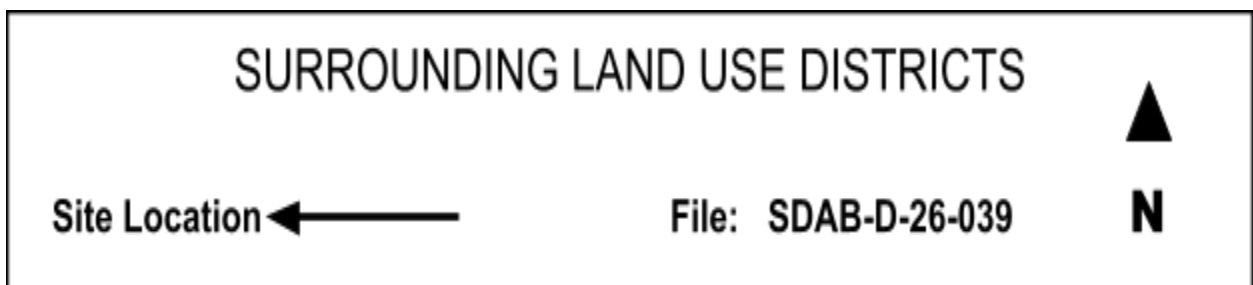 SURROUNDING LAND USE DISTRICTS
Site Location
File: SDAB-D-26-039
N